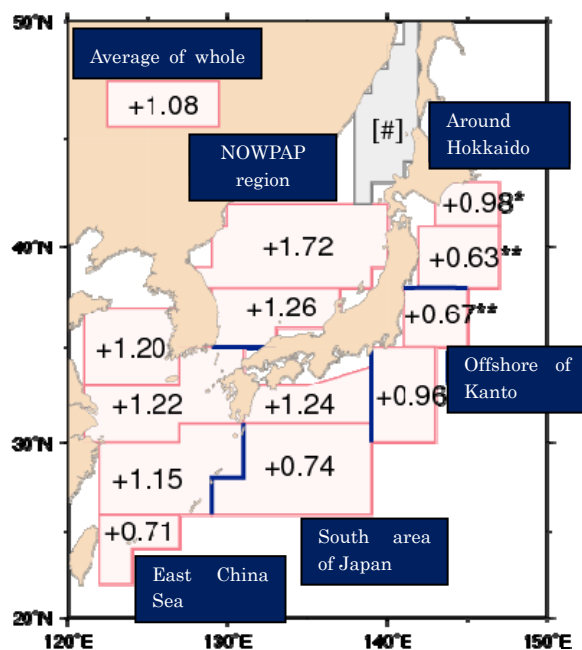 50°N
Average of whole
+1.08
[#]
Around
Hokkaido
NOWPAP
region
+0.98*
40°N
+1.72
+0.63**
+1.26
+0.67**
+1.20
Offshore of
Kanto
+1.22
+1.24
+0.96
30°N
+1.15
+0.74
+0.71
South area
of Japan
East China
Sea
20°N
120°E
130°E
140°E
150°E